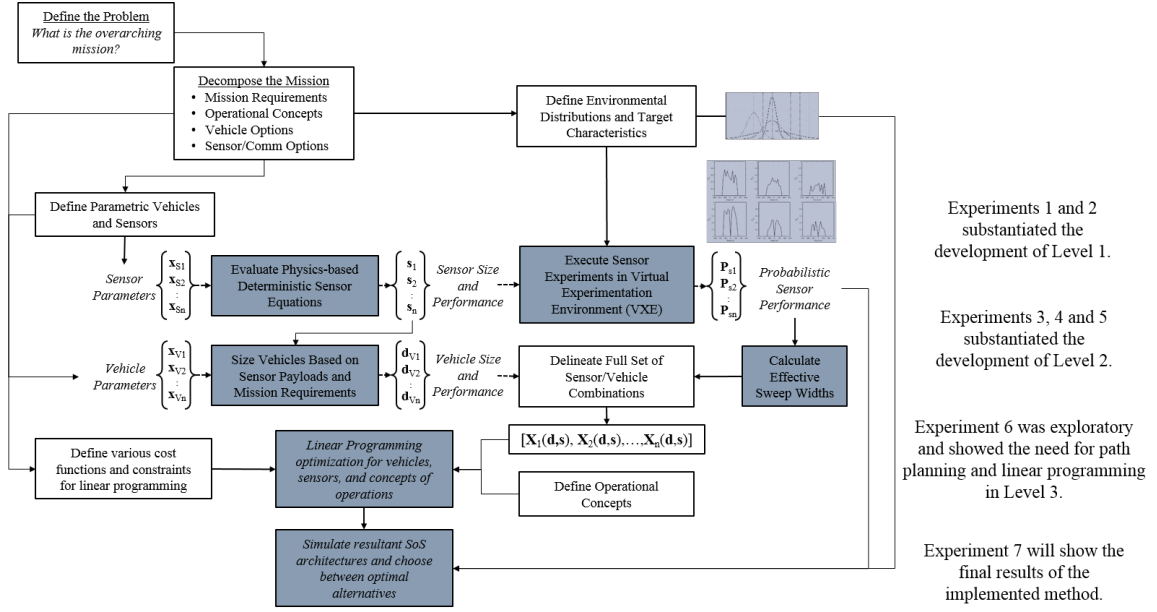 Define the Problem
What is the overarching
mission?
Decompose the Mission
• Mission Requirements
• Operational Concepts
• Vehicle Options
• Sensor/Comm Options
Define Environmental
Distributions and Target
Characteristics
Define Parametric Vehicles
and Sensors
Sensor
Parameters
xS1
xS2
:
xSn
Evaluate Physics-based
Deterministic Sensor
Equations
s1
s2
:
sn
Sensor Size
and
Performance
Execute Sensor
Experiments in Virtual
Experimentation
Environment (VXE)
Ps1
Ps2
:
Psn
Probabilistic
Sensor
Performance
Vehicle
Parameters
xV1
xV2
:
xVn
Size Vehicles Based on
Sensor Payloads and
Mission Requirements
dV1
dV2
:
dVn
Vehicle Size
and
Performance
Delineate Full Set of
Sensor/Vehicle
Combinations
Calculate
Effective
Sweep Widths
[X1(d,s), X2(d,s),…,Xn(d,s)]
Define various cost
functions and constraints
for linear programming
Linear Programming
optimization for vehicles,
sensors, and concepts of
operations
Define Operational
Concepts
Simulate resultant SoS
architectures and choose
between optimal
alternatives
Experiments 1 and 2
substantiated the
development of Level 1.
Experiments 3, 4 and 5
substantiated the
development of Level 2.
Experiment 6 was exploratory
and showed the need for path
planning and linear programming
in Level 3.
Experiment 7 will show the
final results of the
implemented method.